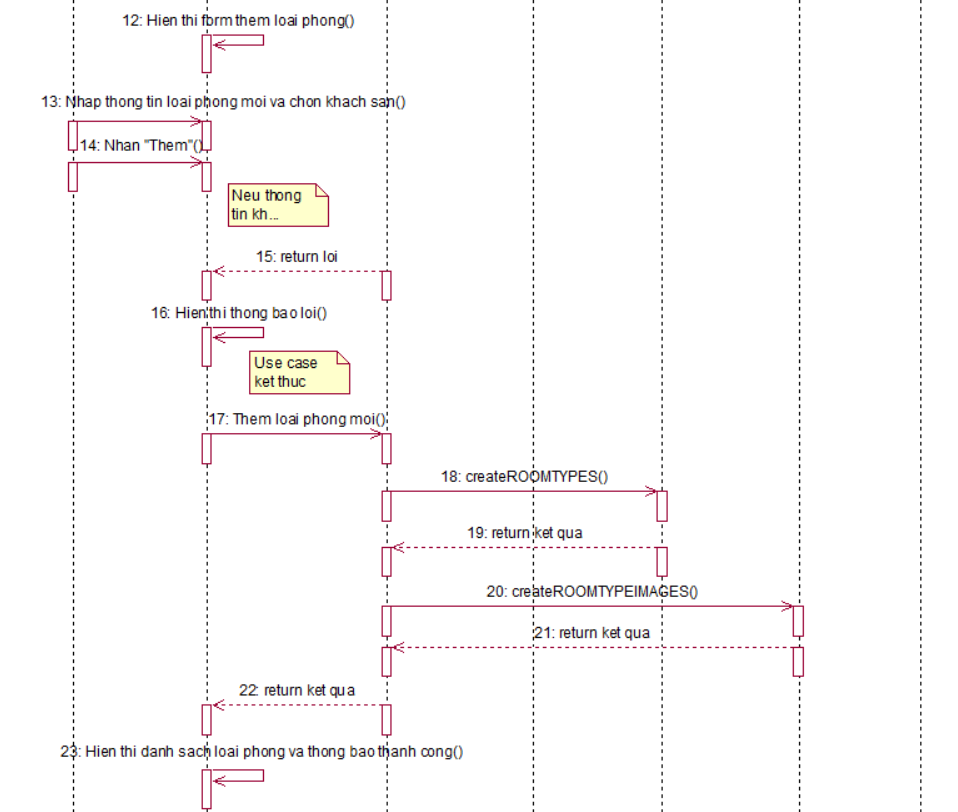 12: Hien thi form them loai phong()
13: Nhap thong tin loai phong moi va chon khach san()
14: Nhan "Them"()
Neu thong
tin kh...
15: return loi
16: Hien thi thong bao loi()
Use case
ket thuc
17: Them loai phong moi()
18: createROOMTYPES()
19: return ket qua
20: createROOMTYPEIMAGES()
21: return ket qua
22: return ket qua
23: Hien thi danh sach loai phong va thong bao thanh cong()